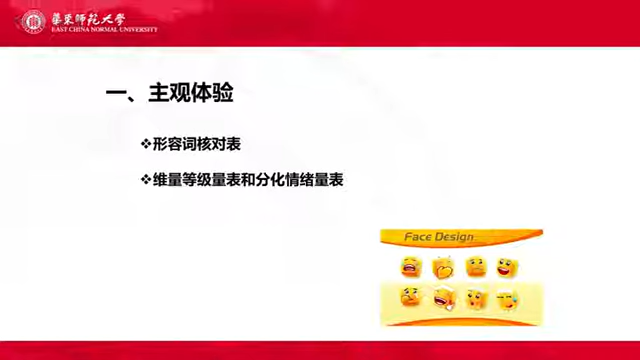 華東師範大學
EAST CHINA NORMAL UNIVERSITY
一、主观体验
❖形容词核对表
❖维量等级量表和分化情绪量表
Face Design